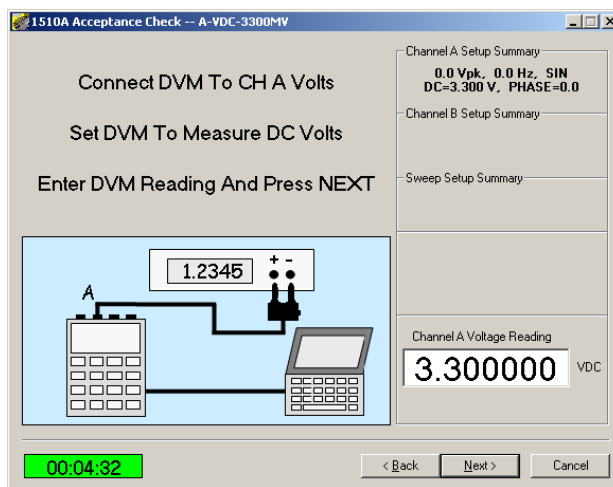 1510A Acceptance Check -- A-VDC-3300MV
Connect DVM To CH A Volts
Set DVM To Measure DC Volts
Enter DVM Reading And Press NEXT
Channel A Setup Summary
0.0 Vpk, 0.0 Hz, SIN
DC=3.300 V, PHASE=0.0
Channel B Setup Summary
Sweep Setup Summary
+ -
1.2345
A
Channel A Voltage Reading
3.300000 VDC
00:04:32
< Back
Next >
Cancel